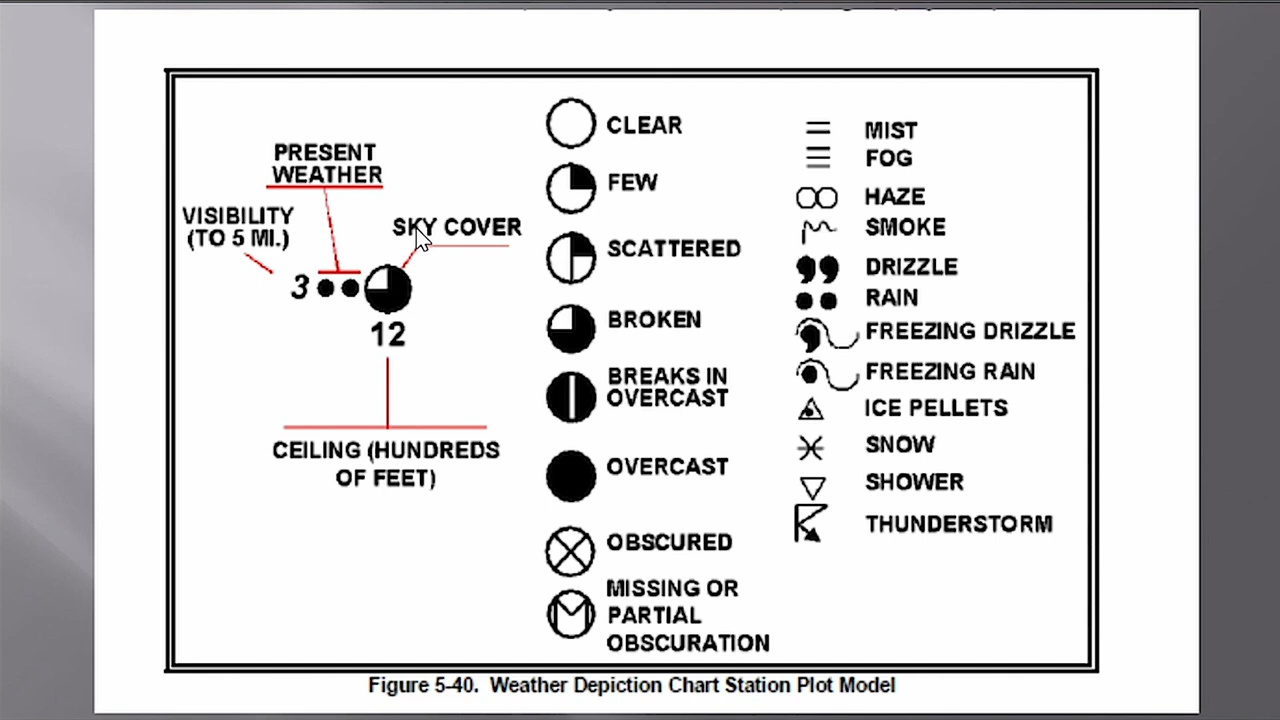 PRESENT
WEATHER
VISIBILITY
(TO 5 MI.)
SKY COVER
3
12
CEILING (HUNDREDS
OF FEET)
CLEAR
FEW
SCATTERED
BROKEN
BREAKS IN
OVERCAST
OVERCAST
OBSCURED
MISSING OR
PARTIAL
OBSCURATION
MIST
FOG
HAZE
SMOKE
DRIZZLE
RAIN
FREEZING DRIZZLE
FREEZING RAIN
ICE PELLETS
SNOW
SHOWER
THUNDERSTORM
Figure 5-40. Weather Depiction Chart Station Plot Model